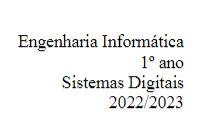 Engenharia Informática
1º ano
Sistemas Digitais
2022/2023